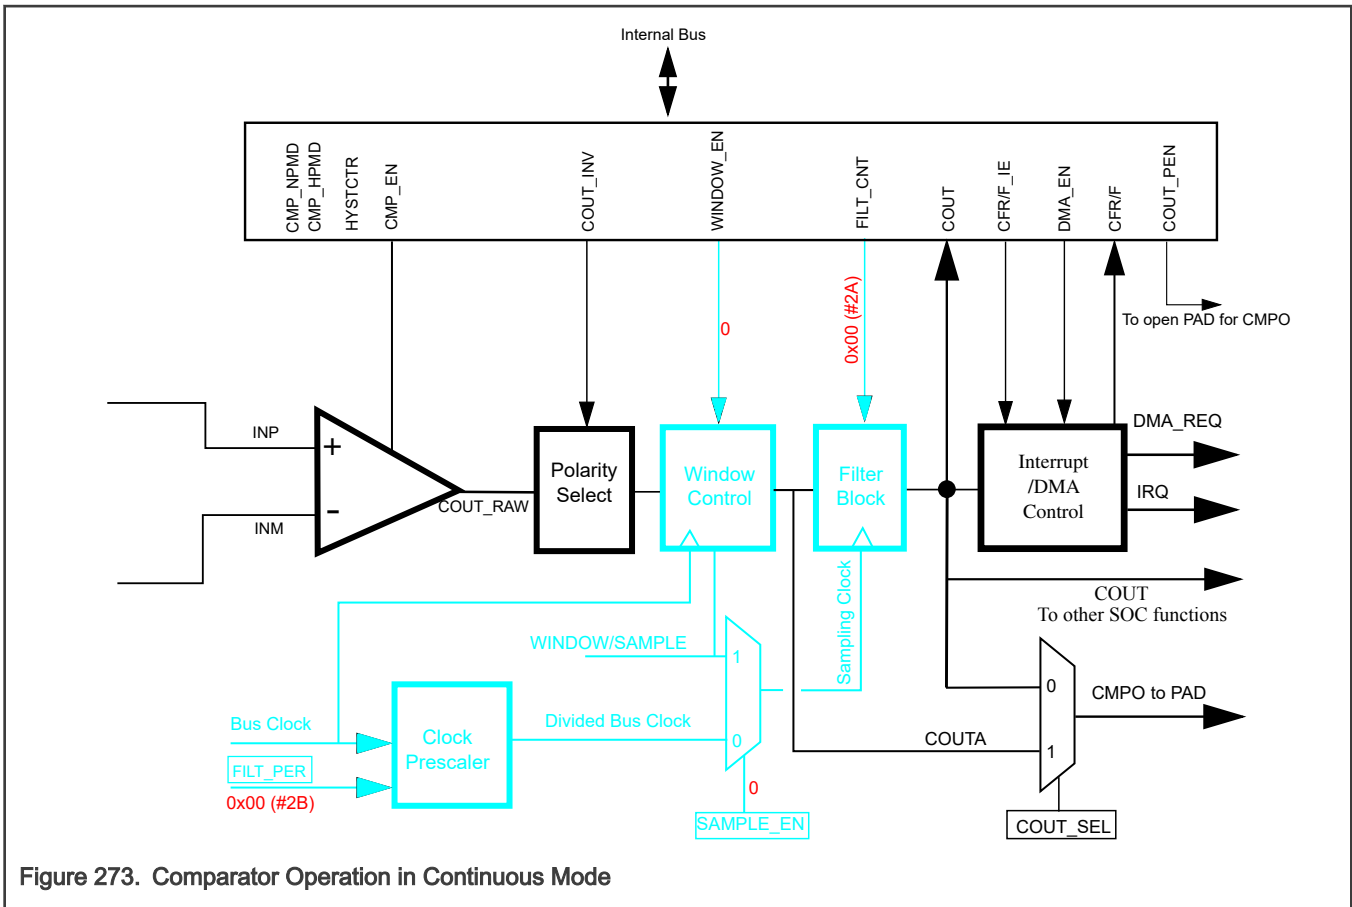 Internal Bus
CMP_NPMD
CMP_HPMD
HYSTCTR
CMP_EN
COUT_INV
WINDOW_EN
FILT_CNT
COUT
CFR/F_IE
DMA_EN
CFR/F
COUT_PEN
0
0x00 (#2A)
To open PAD for CMPO
INP
+
-
INM
COUT_RAW
Polarity
Select
Window
Control
Filter
Block
Interrupt
/DMA
Control
DMA_REQ
IRQ
COUT
To other SOC functions
WINDOW/SAMPLE
1
0
Sampling Clock
Bus Clock
FILT_PER
0x00 (#2B)
Clock
Prescaler
Divided Bus Clock
0
SAMPLE_EN
COUTA
0
1
CMPO to PAD
COUT_SEL
Figure 273. Comparator Operation in Continuous Mode